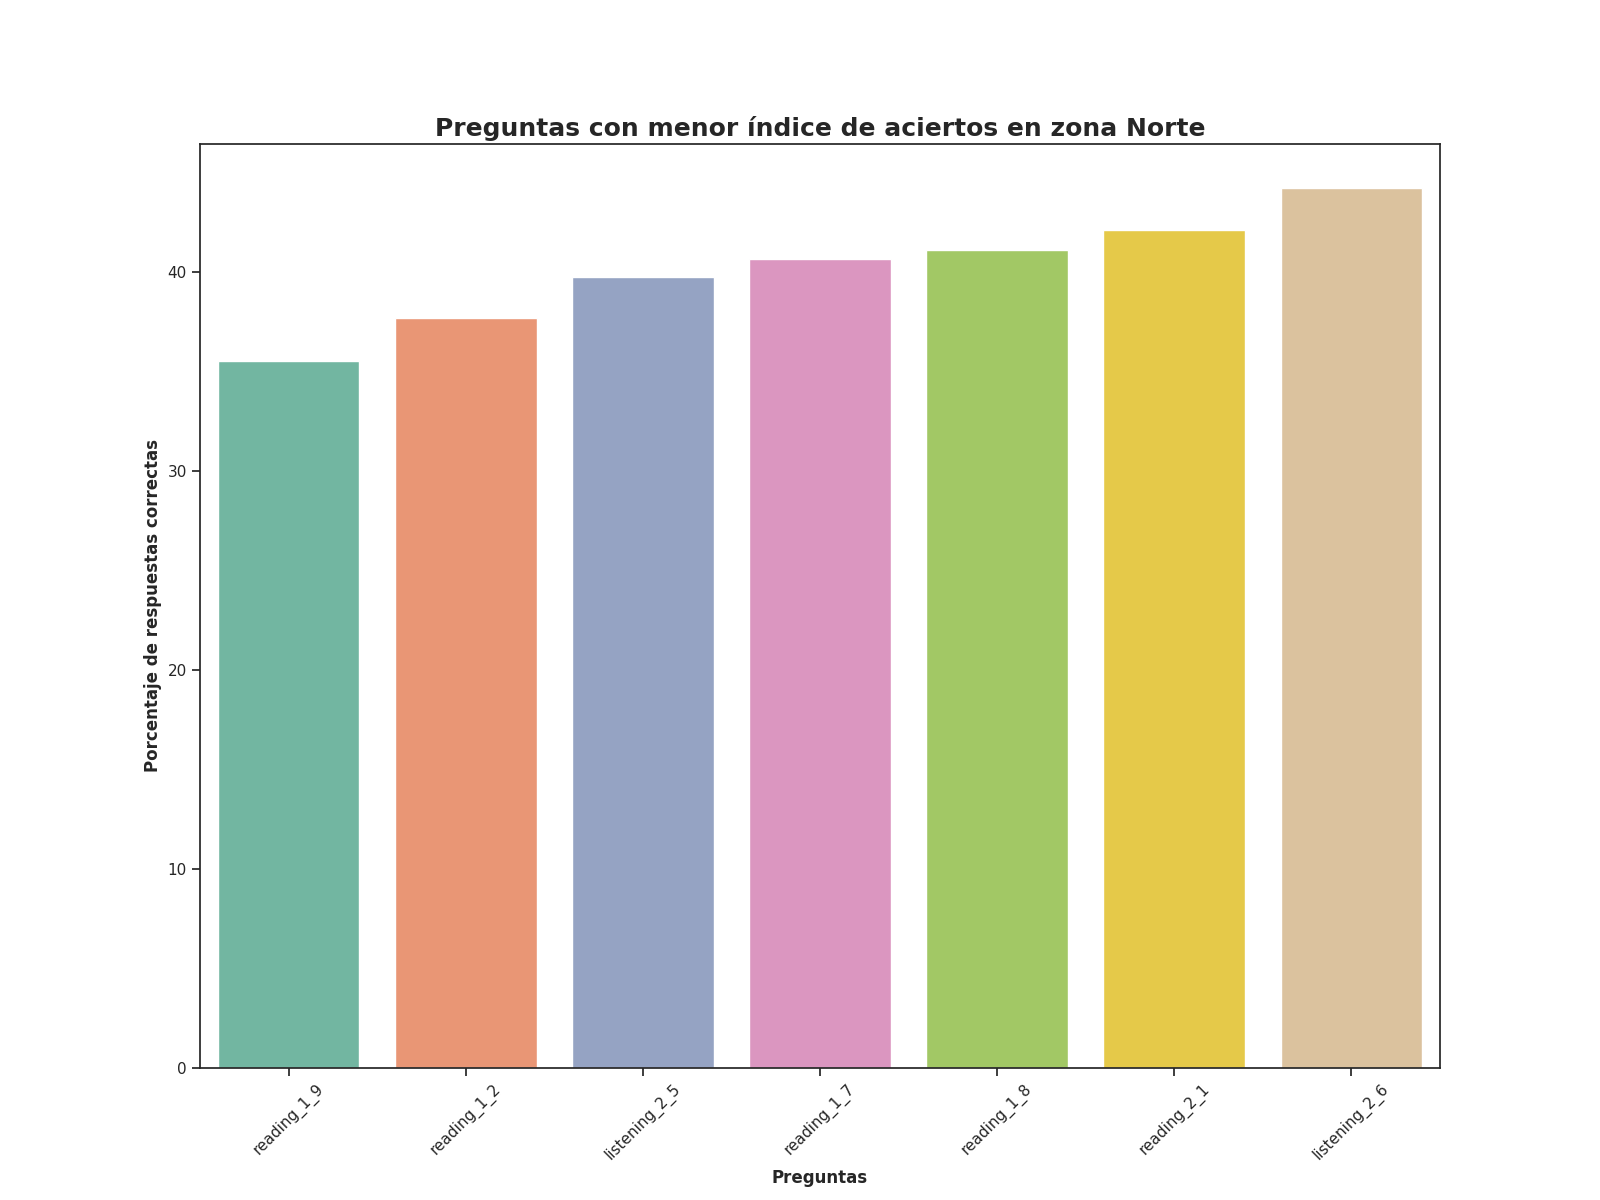 Preguntas con menor índice de aciertos en zona Norte
Porcentaje de respuestas correctas
40
30
20
10
0
reading_1_9
reading_1_2
listening_2_5
reading_1_7
reading_1_8
reading_2_1
listening_2_6
Preguntas